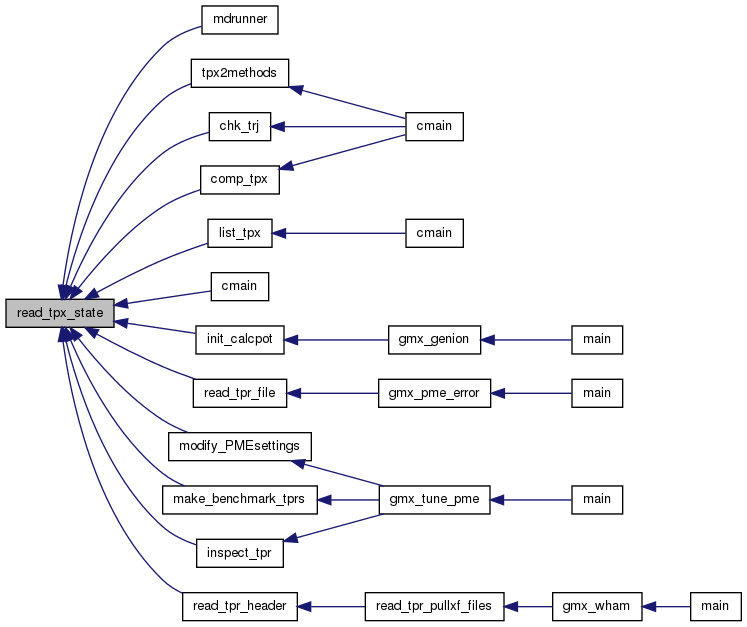 mdrunner
tpx2methods
chk_trj
cmain
comp_tpx
list_tpx
cmain
cmain
read_tpx_state
init_calcpot
gmx_genion
main
read_tpr_file
gmx_pme_error
main
modify_PMEsettings
make_benchmark_tprs
gmx_tune_pme
main
inspect_tpr
read_tpr_header
read_tpr_pullxf_files
gmx_wham
main